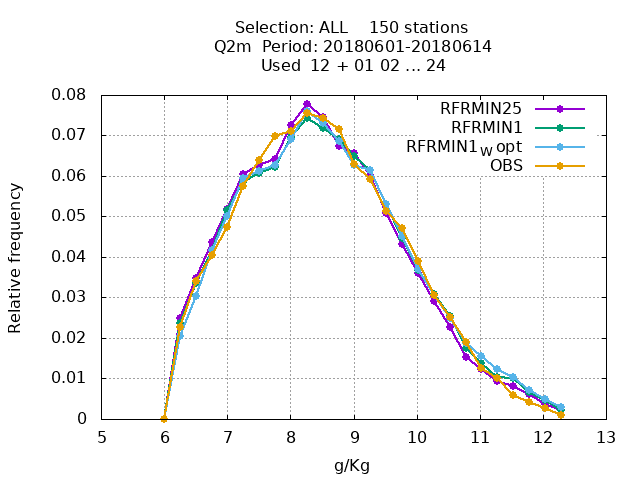 Selection: ALL    150 stations
Q2m  Period: 20180601-20180614
Used  12 + 01 02 ... 24
RFRMIN25
RFRMIN1
RFRMIN1_W opt
OBS
Relative frequency
0.08
0.07
0.06
0.05
0.04
0.03
0.02
0.01
0
5 6 7 8 9 10 11 12 13
g/Kg